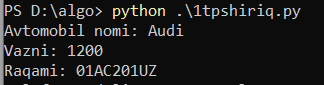 PS D:\algo> python .\1tpshiriq.py
Avtomobil nomi: Audi
Vazni: 1200
Raqami: 01AC201UZ